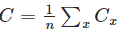 C = \frac{1}{n} \sum_x C_x